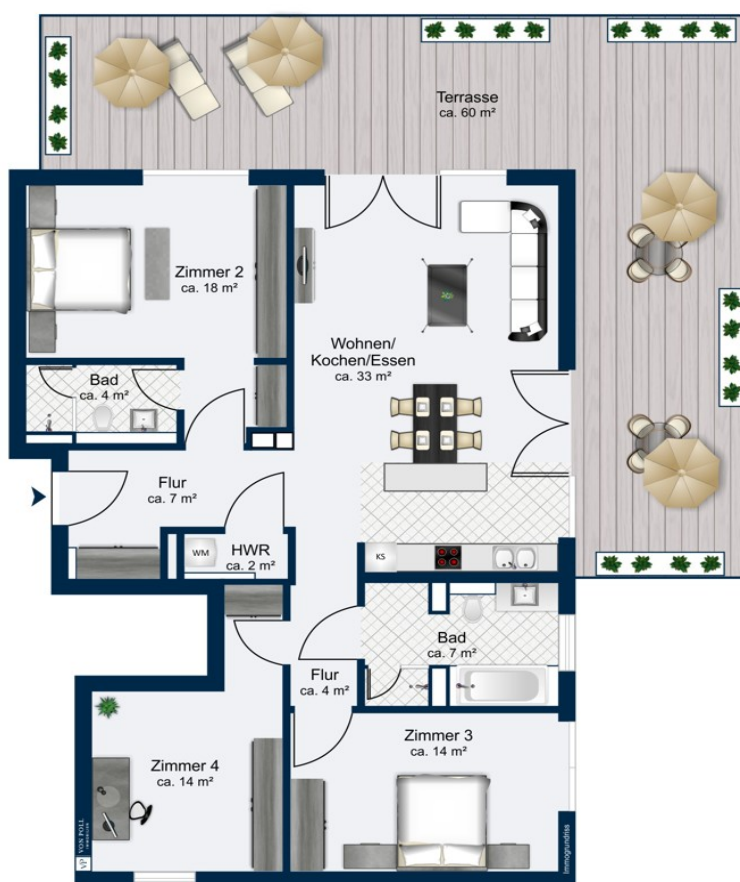 Terrasse
ca. 60 m²
Zimmer 2
ca. 18 m²
Wohnen/
Kochen/Essen
ca. 33 m²
Bad
ca. 4 m²
Flur
ca. 7 m²
WM
HWR
ca. 2 m²
KS
Bad
ca. 7 m²
Flur
ca. 4 m²
Zimmer 3
ca. 14 m²
Zimmer 4
ca. 14 m²
VP
VON POLL
IMMOBILIEN
Immogrundriss